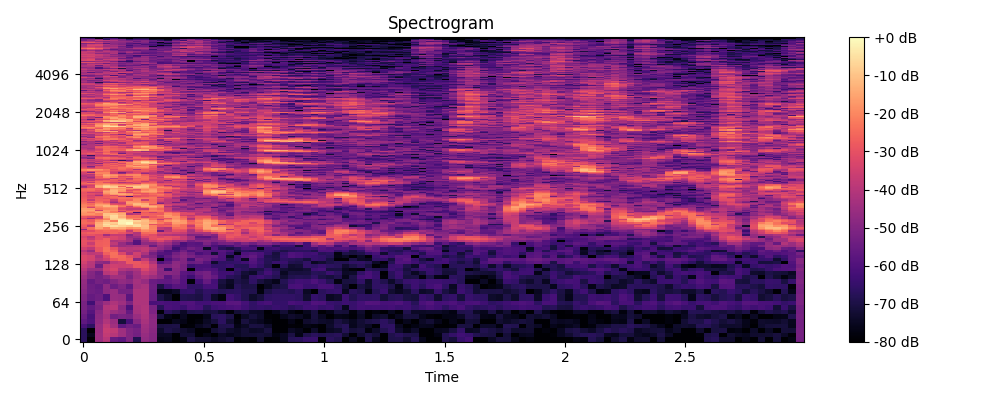 Spectrogram
Hz
4096
2048
1024
512
256
128
64
0
0
0.5
1
1.5
2
2.5
Time
+0 dB
-10 dB
-20 dB
-30 dB
-40 dB
-50 dB
-60 dB
-70 dB
-80 dB